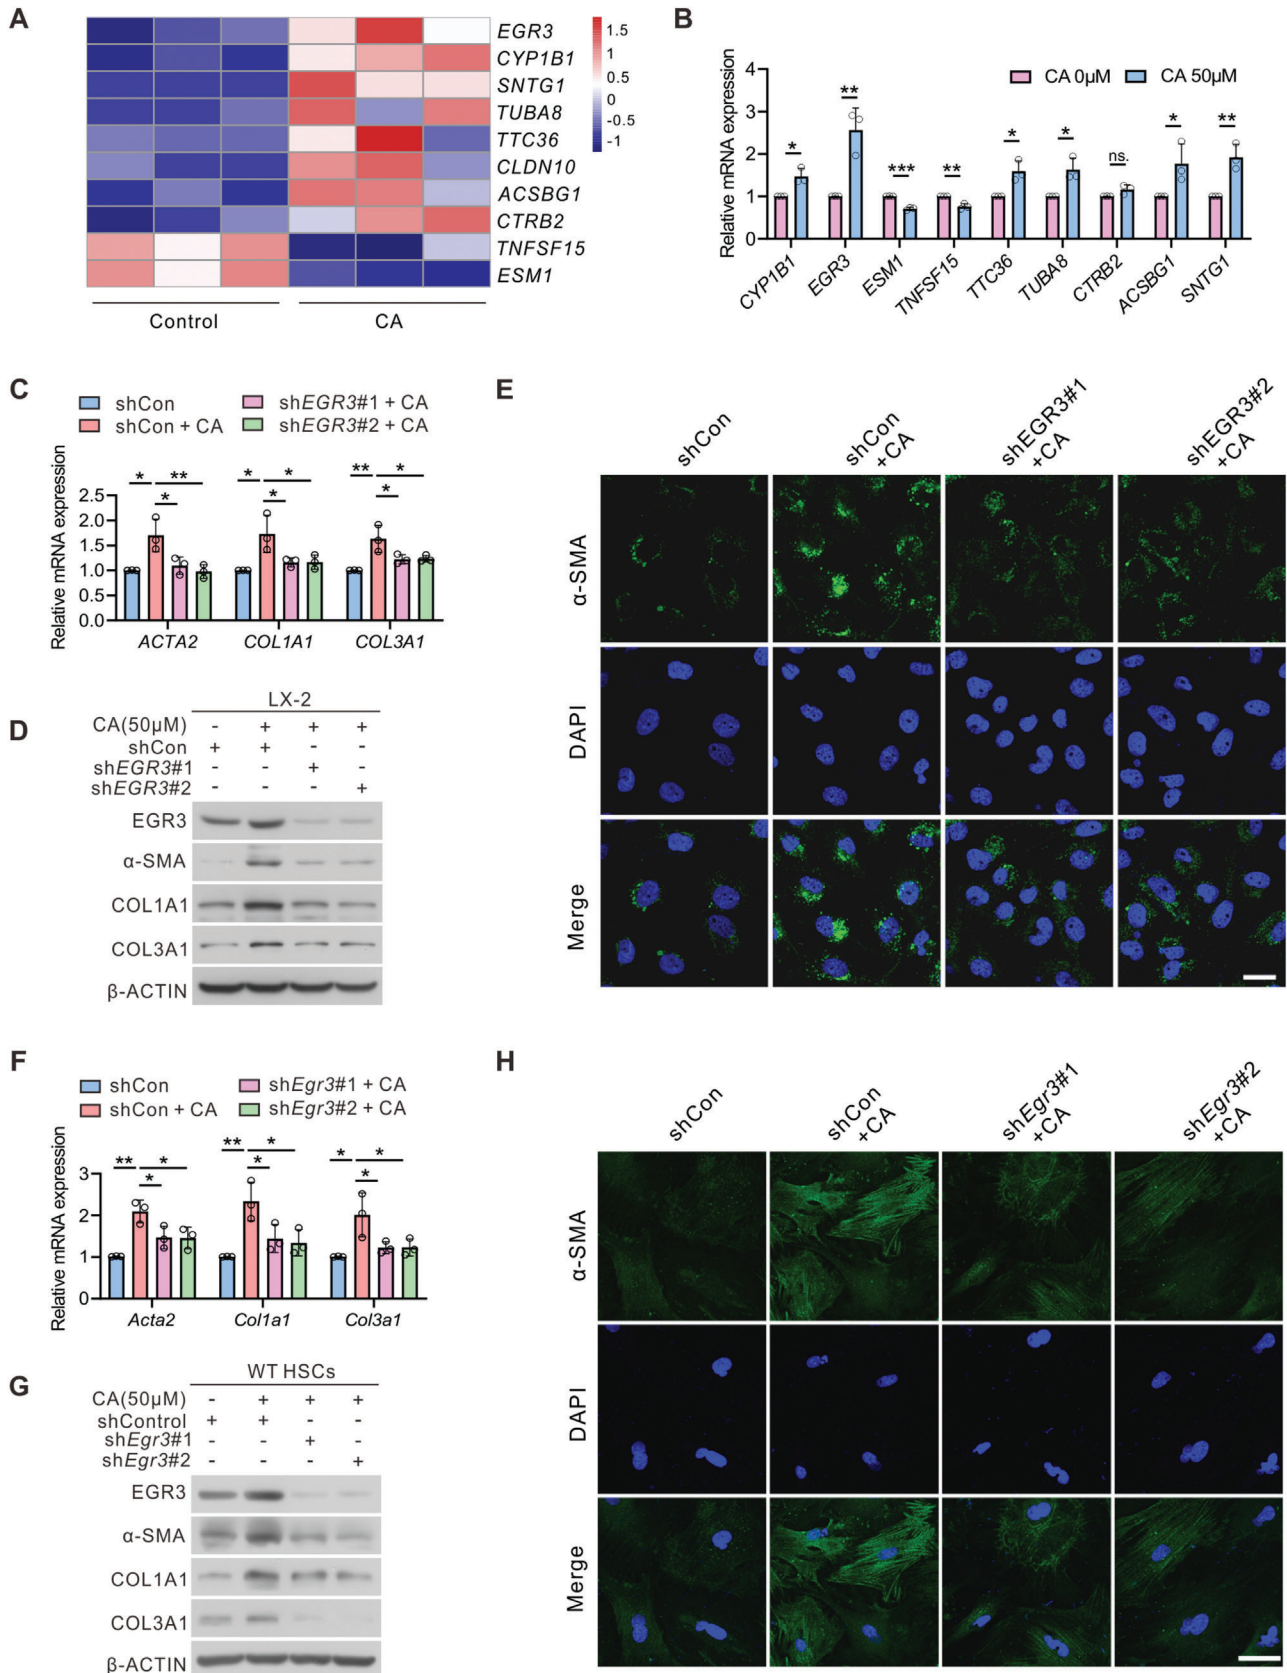 A
EGR3
CYP1B1
SNTG1
TUBA8
TTC36
CLDN10
ACSBG1
CTRB2
TNFSF15
ESM1
1.5
1
0.5
0
-0.5
-1
Control
CA
B
CA 0μM
CA 50μM
Relative mRNA expression
4
3
2
1
0
*
**
***
**
*
*
ns.
*
**
CYP1B1
EGR3
ESM1
TNFSF15
TTC36
TUBA8
CTRB2
ACSBG1
SNTG1
C
shCon
shEGR3#1 + CA
shCon + CA
shEGR3#2 + CA
Relative mRNA expression
2.5
2.0
1.5
1.0
0.5
0.0
* ** *
* * *
** * *
ACTA2
COL1A1
COL3A1
D
LX-2
CA(50μM) - + + +
shCon + + - -
shEGR3#1 - - + -
shEGR3#2 - - - +
EGR3
α-SMA
COL1A1
COL3A1
β-ACTIN
E
shCon
shCon
+CA
shEGR3#1
+CA
shEGR3#2
+CA
α-SMA
DAPI
Merge
F
shCon
shEgr3#1 + CA
shCon + CA
shEgr3#2 + CA
Relative mRNA expression
3
2
1
0
** * *
** * *
* * *
Acta2
Col1a1
Col3a1
G
WT HSCs
CA(50μM) - + + +
shControl + + - -
shEgr3#1 - - + -
shEgr3#2 - - - +
EGR3
α-SMA
COL1A1
COL3A1
β-ACTIN
H
shCon
shCon
+CA
shEgr3#1
+CA
shEgr3#2
+CA
α-SMA
DAPI
Merge